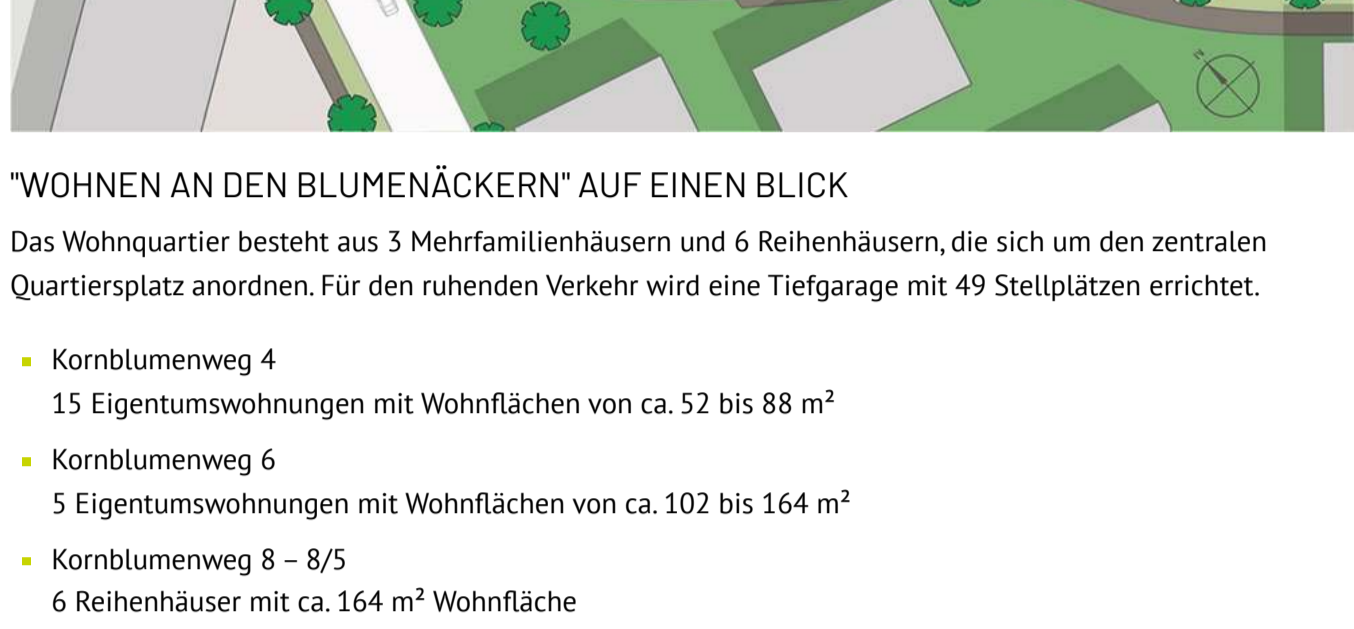 N
"WOHNEN AN DEN BLUMENÄCKERN" AUF EINEN BLICK
Das Wohnquartier besteht aus 3 Mehrfamilienhäusern und 6 Reihenhäusern, die sich um den zentralen
Quartiersplatz anordnen. Für den ruhenden Verkehr wird eine Tiefgarage mit 49 Stellplätzen errichtet.
Kornblumenweg 4
15 Eigentumswohnungen mit Wohnflächen von ca. 52 bis 88 m²
Kornblumenweg 6
5 Eigentumswohnungen mit Wohnflächen von ca. 102 bis 164 m²
Kornblumenweg 8 – 8/5
6 Reihenhäuser mit ca. 164 m² Wohnfläche